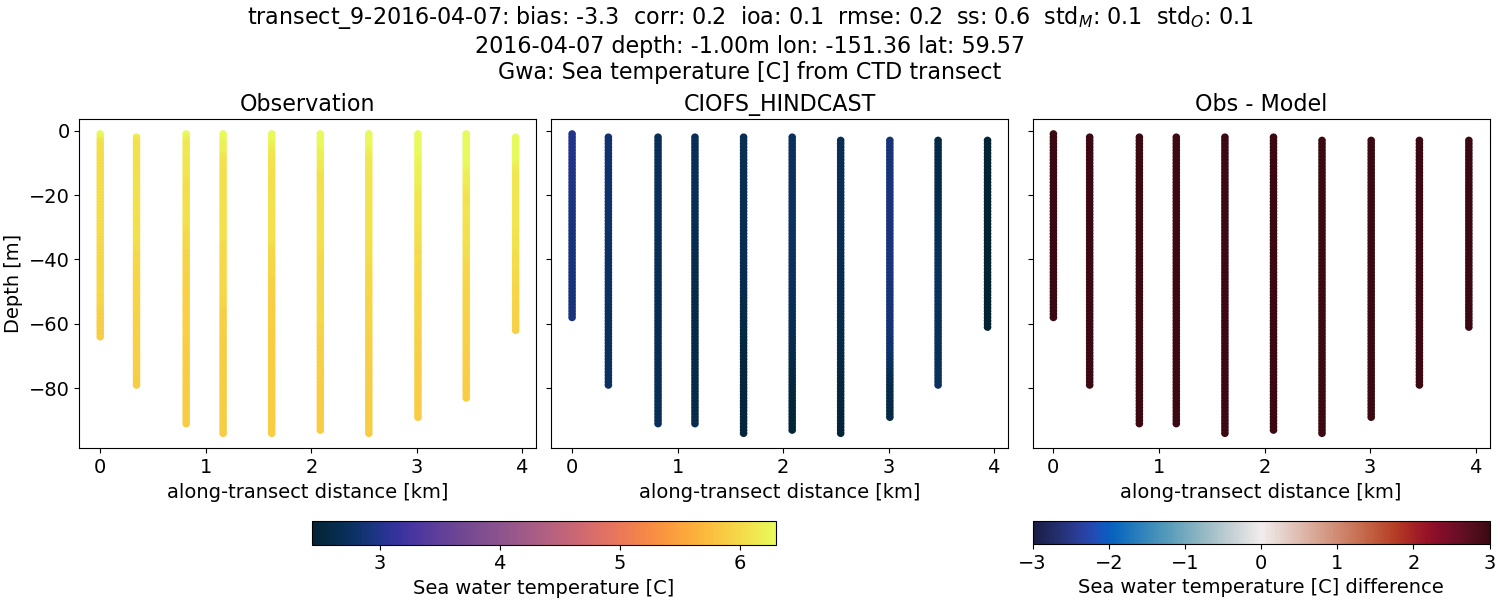 transect_9-2016-04-07: bias: -3.3  corr: 0.2  ioa: 0.1  rmse: 0.2  ss: 0.6  std_M: 0.1  std_O: 0.1
2016-04-07 depth: -1.00m lon: -151.36 lat: 59.57
Gwa: Sea temperature [C] from CTD transect
Observation
CIOFS_HINDCAST
Obs - Model
Depth [m]
0
−20
−40
−60
−80
0 1 2 3 4
0 1 2 3 4
0 1 2 3 4
along-transect distance [km]
along-transect distance [km]
along-transect distance [km]
3 4 5 6
Sea water temperature [C]
−3 −2 −1 0 1 2 3
Sea water temperature [C] difference